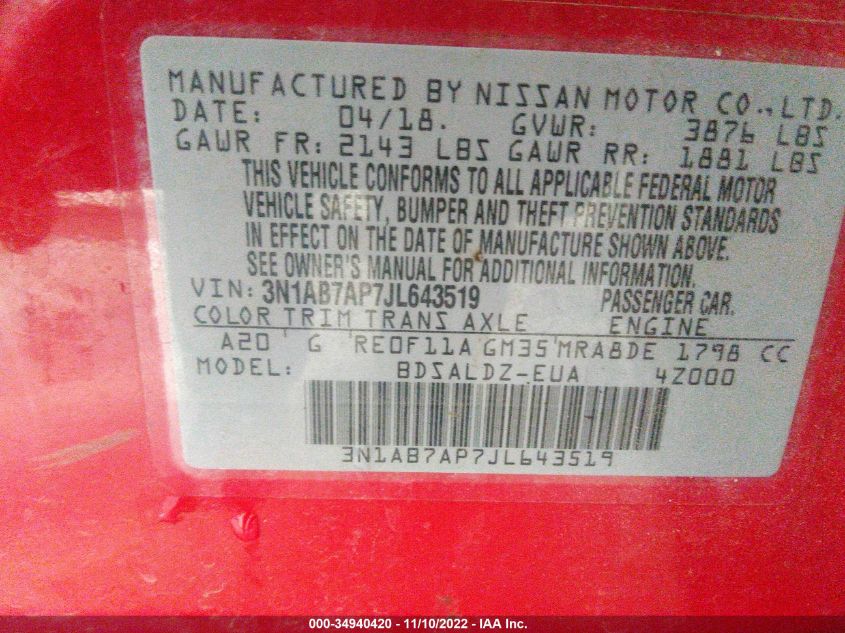 MANUFACTURED BY NISSAN MOTOR CO., LTD.
DATE: 04/18. GVWR: 3876 LBS
GAWR FR: 2143 LBS GAWR RR: 1881 LBS
THIS VEHICLE CONFORMS TO ALL APPLICABLE FEDERAL MOTOR
VEHICLE SAFETY, BUMPER AND THEFT PREVENTION STANDARDS
IN EFFECT ON THE DATE OF MANUFACTURE SHOWN ABOVE.
SEE OWNER'S MANUAL FOR ADDITIONAL INFORMATION.
VIN: 3N1AB7AP7JL643519 PASSENGER CAR.
COLOR TRIM TRANS AXLE ENGINE
A20 G RE0F11A GM35 MRA8DE 1798 CC
MODEL: BDSALDZ-EUA 4Z000
3N1AB7AP7JL643519
000-34940420 - 11/10/2022 - IAA Inc.